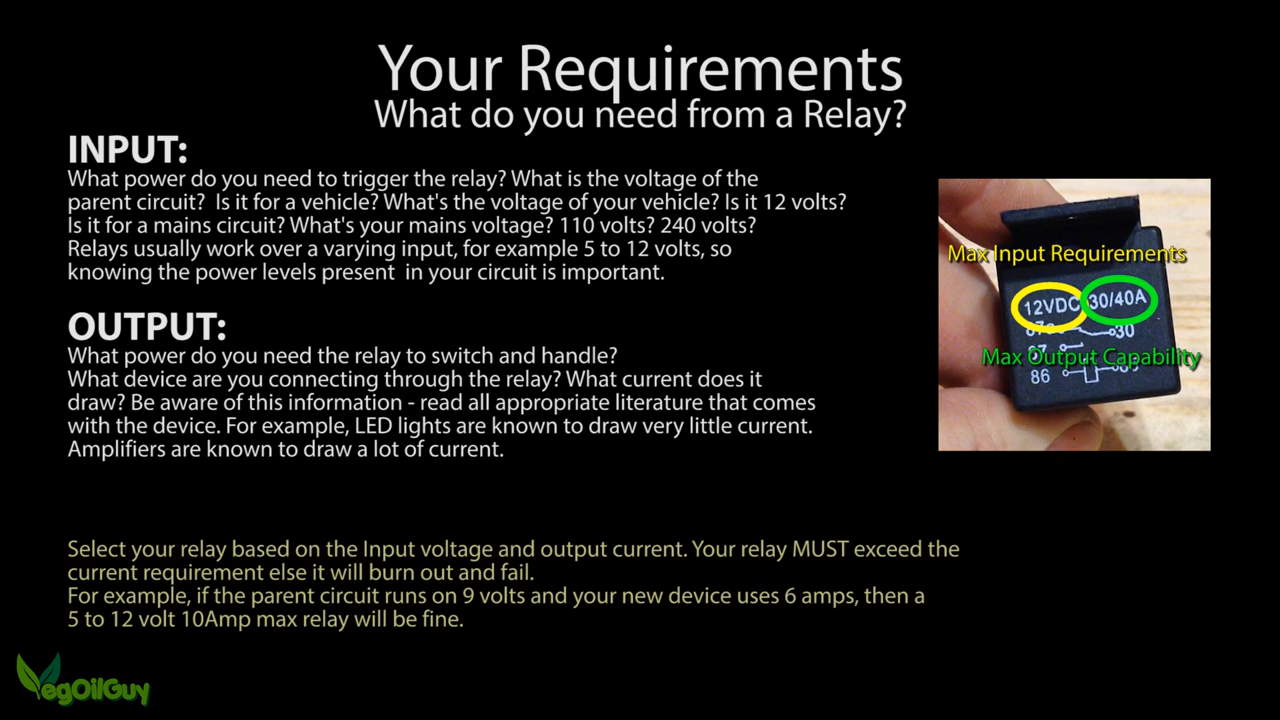 Your Requirements
What do you need from a Relay?
INPUT:
What power do you need to trigger the relay? What is the voltage of the
parent circuit?  Is it for a vehicle? What's the voltage of your vehicle? Is it 12 volts?
Is it for a mains circuit? What's your mains voltage? 110 volts? 240 volts?
Relays usually work over a varying input, for example 5 to 12 volts, so
knowing the power levels present  in your circuit is important.
OUTPUT:
What power do you need the relay to switch and handle?
What device are you connecting through the relay? What current does it
draw? Be aware of this information - read all appropriate literature that comes
with the device. For example, LED lights are known to draw very little current.
Amplifiers are known to draw a lot of current.
Max Input Requirements
12VDC 30/40A
30
Max Output Capability
86
Select your relay based on the Input voltage and output current. Your relay MUST exceed the
current requirement else it will burn out and fail.
For example, if the parent circuit runs on 9 volts and your new device uses 6 amps, then a
5 to 12 volt 10Amp max relay will be fine.
VegOilGuy